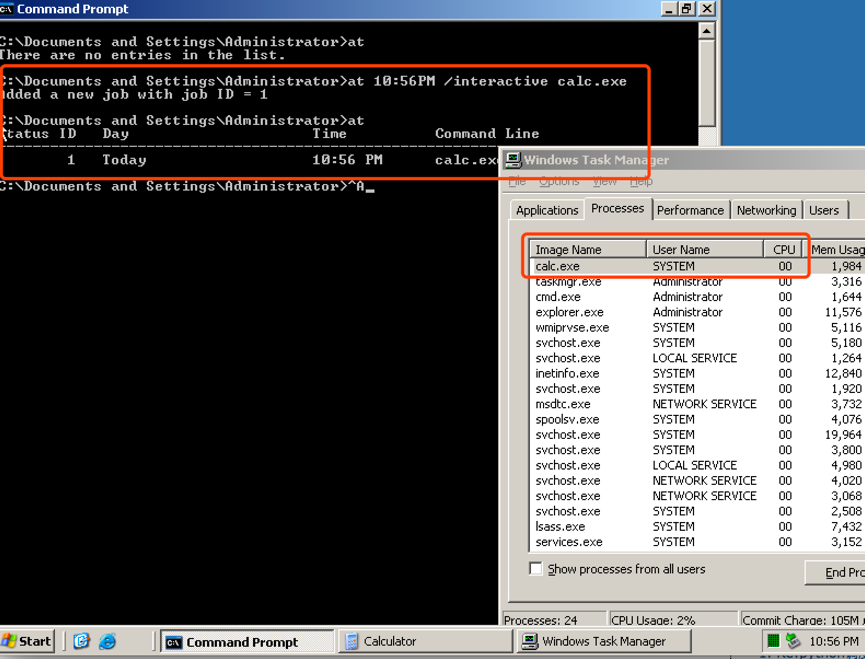 Command Prompt
C:\Documents and Settings\Administrator>at
There are no entries in the list.
C:\Documents and Settings\Administrator>at 10:56PM /interactive calc.exe
Added a new job with job ID = 1
C:\Documents and Settings\Administrator>at
Status ID Day Time Command Line
1 Today 10:56 PM calc.exe
C:\Documents and Settings\Administrator>^A_
Windows Task Manager
File Options View Help
Applications Processes Performance Networking Users
Image Name User Name CPU Mem Usag
calc.exe SYSTEM 00 1,984
taskmgr.exe Administrator 00 3,316
cmd.exe Administrator 00 1,644
explorer.exe Administrator 00 11,576
wmiprvse.exe SYSTEM 00 5,116
svchost.exe SYSTEM 00 5,180
svchost.exe LOCAL SERVICE 00 1,264
inetinfo.exe SYSTEM 00 12,840
svchost.exe SYSTEM 00 1,920
msdtc.exe NETWORK SERVICE 00 3,732
spoolsv.exe SYSTEM 00 4,076
svchost.exe SYSTEM 00 19,964
svchost.exe SYSTEM 00 3,800
svchost.exe LOCAL SERVICE 00 4,980
svchost.exe NETWORK SERVICE 00 4,020
svchost.exe NETWORK SERVICE 00 3,068
svchost.exe SYSTEM 00 2,508
lsass.exe SYSTEM 00 7,432
services.exe SYSTEM 00 3,152
Show processes from all users
End Pro
Processes: 24 CPU Usage: 2% Commit Charge: 105M
Start Command Prompt Calculator Windows Task Manager 10:56 PM